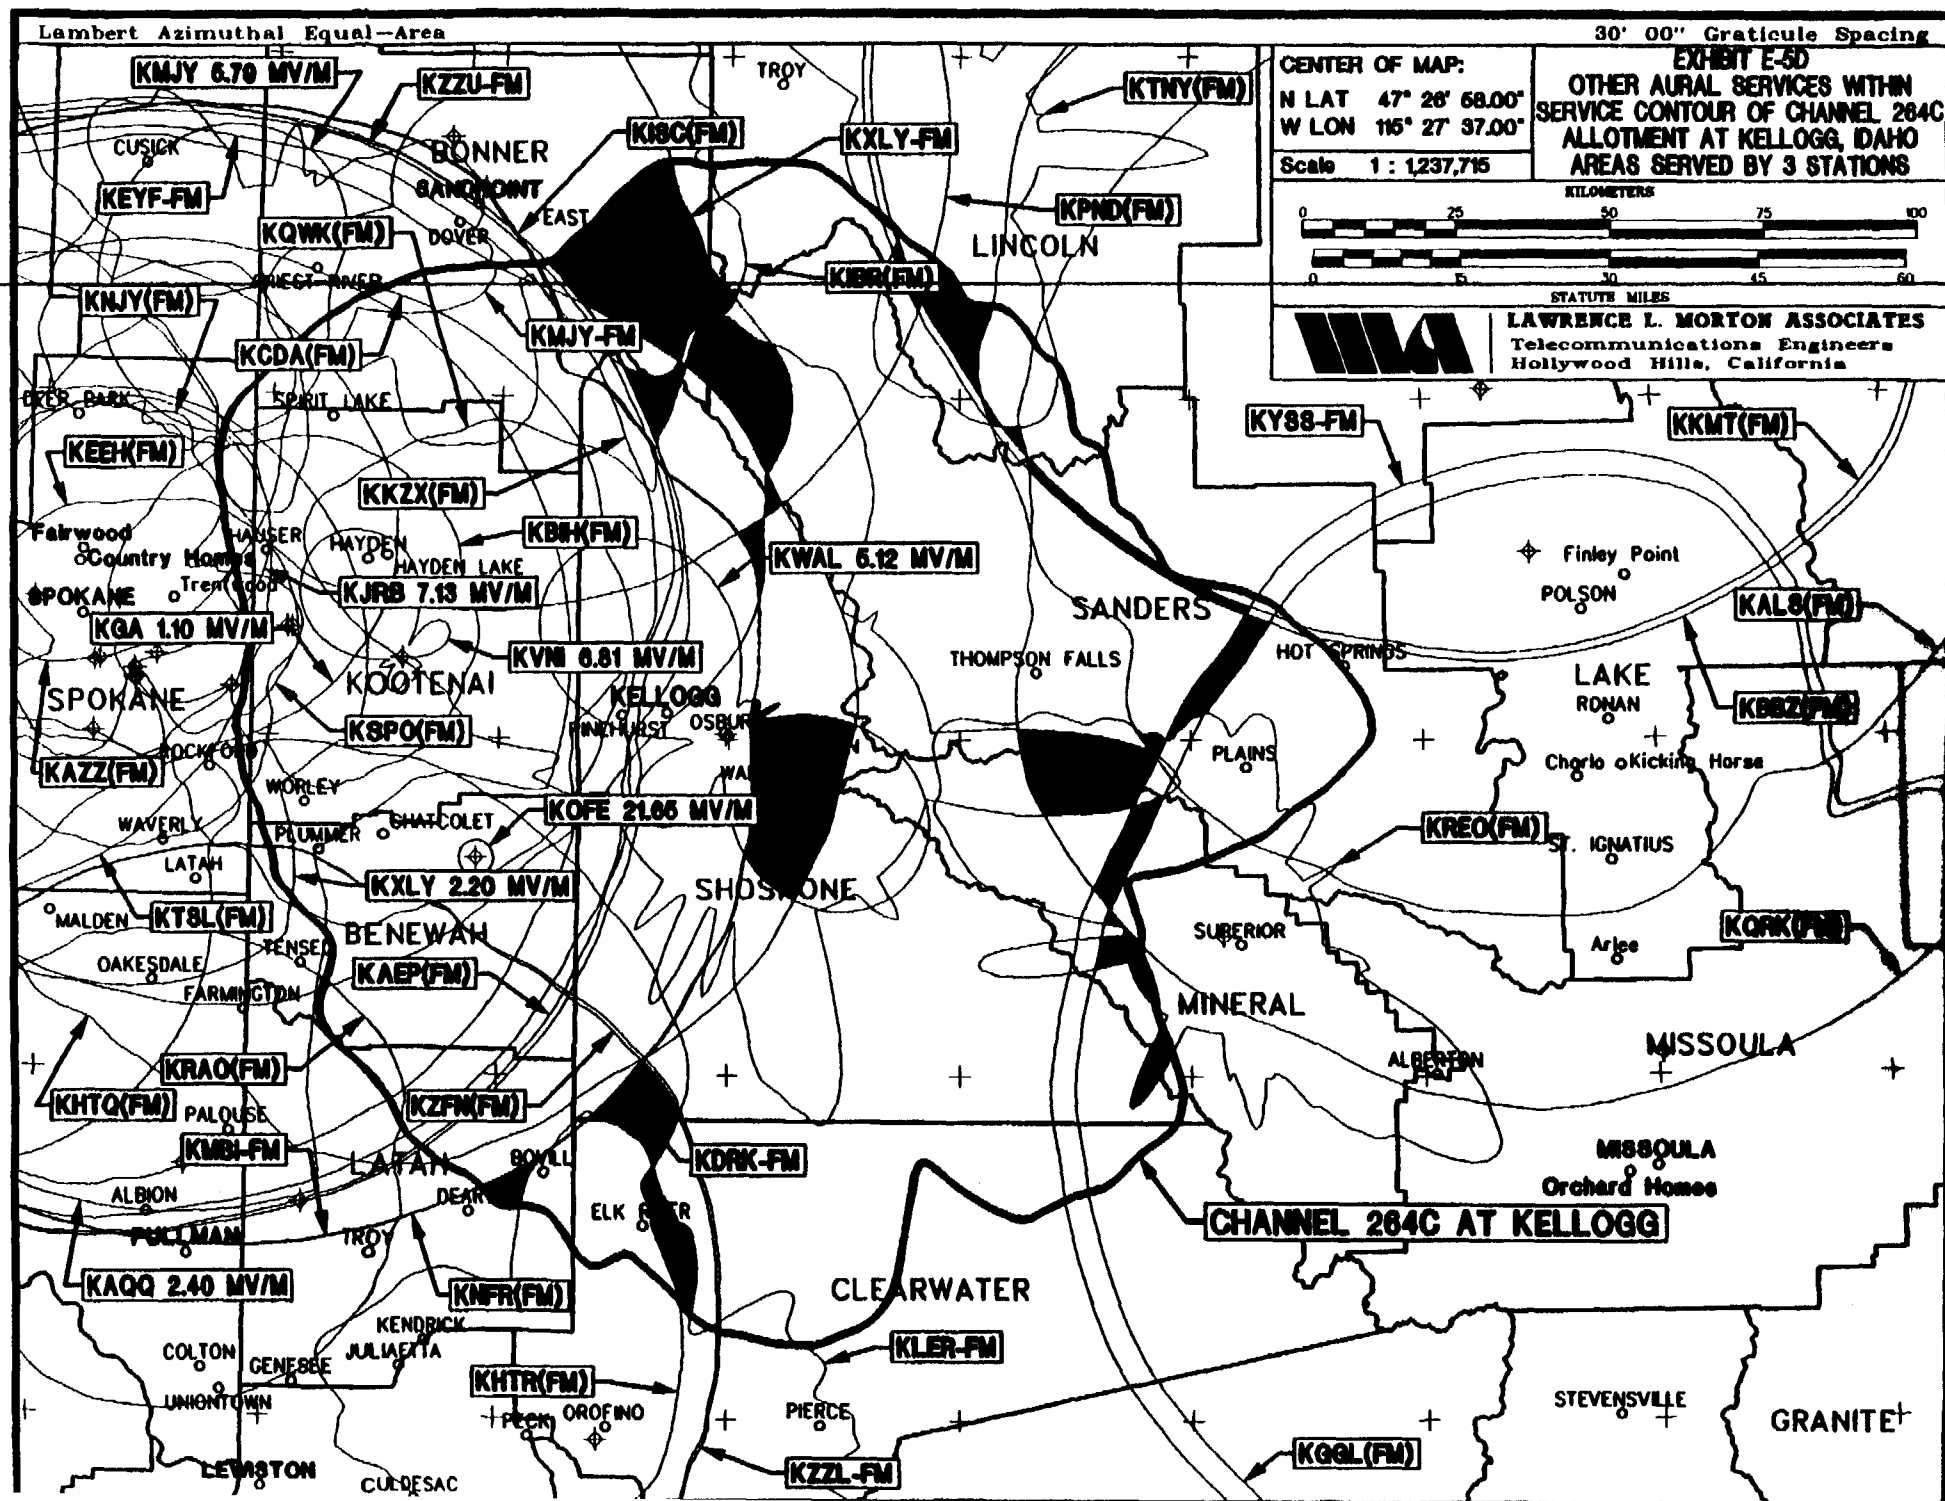 Lambert Azimuthal Equal-Area
30' 00" Graticule Spacing
CENTER OF MAP:
N LAT 47° 26' 58.00"
W LON 115° 27' 37.00"
Scale 1 : 1,237,715
EXHIBIT E-5D
OTHER AURAL SERVICES WITHIN
SERVICE CONTOUR OF CHANNEL 264C
ALLOTMENT AT KELLOGG, IDAHO
AREAS SERVED BY 3 STATIONS
KILOMETERS
0 25 50 75 100
0 15 30 45 60
STATUTE MILES
LAWRENCE L. MORTON ASSOCIATES
Telecommunications Engineers
Hollywood Hills, California
KMJY 5.79 MV/M
KZZU-FM
TROY
KTNY(FM)
CUSICK
BONNER
KISC(FM)
KXLY-FM
KEYF-FM
SANDPOINT
EAST
KPND(FM)
KQWK(FM)
DOVER
LINCOLN
PRIEST RIVER
KIBR(FM)
KNJY(FM)
KMJY-FM
KCDA(FM)
DEER PARK
SPIRIT LAKE
KYSS-FM
KKMT(FM)
KEEH(FM)
KKZX(FM)
Fairwood
HAUSER
HAYDEN
KBIH(FM)
Country Homes
HAYDEN LAKE
KWAL 5.12 MV/M
Finley Point
Trentwood
KJRB 7.13 MV/M
SPOKANE
SANDERS
POLSON
KALS(FM)
KGA 1.10 MV/M
KVNI 6.81 MV/M
THOMPSON FALLS
HOT SPRINGS
SPOKANE
KOOTENAI
KELLOGG
LAKE
KSPO(FM)
PINEHURST
OSBUR
RONAN
KBBZ(FM)
KAZZ(FM)
ROCKFORD
PLAINS
Charlo
Kicking Horse
WORLEY
WA
WAVERLY
PLUMMER
CHATCOLET
KOFE 21.65 MV/M
KREO(FM)
LATAH
ST. IGNATIUS
KXLY 2.20 MV/M
SHOSHONE
MALDEN
KTSL(FM)
TENSED
BENEWAH
SUPERIOR
Arlee
KQRK(FM)
OAKESDALE
KAEP(FM)
FARMINGTON
MINERAL
MISSOULA
KRAO(FM)
ALBERTON
KHTQ(FM)
PALOUSE
KZFN(FM)
KMBI-FM
LATAH
BOVILL
KDRK-FM
MISSOULA
ALBION
DEAR
ELK RIVER
Orchard Homes
PULLMAN
TROY
CHANNEL 264C AT KELLOGG
KAQQ 2.40 MV/M
KNFR(FM)
CLEARWATER
KENDRICK
COLTON
GENESEE
JULIAETTA
KLER-FM
UNIONTOWN
KHTR(FM)
PECK
OROFINO
PIERCE
STEVENSVILLE
GRANITE
LEWISTON
CULDESAC
KZZL-FM
KGGL(FM)